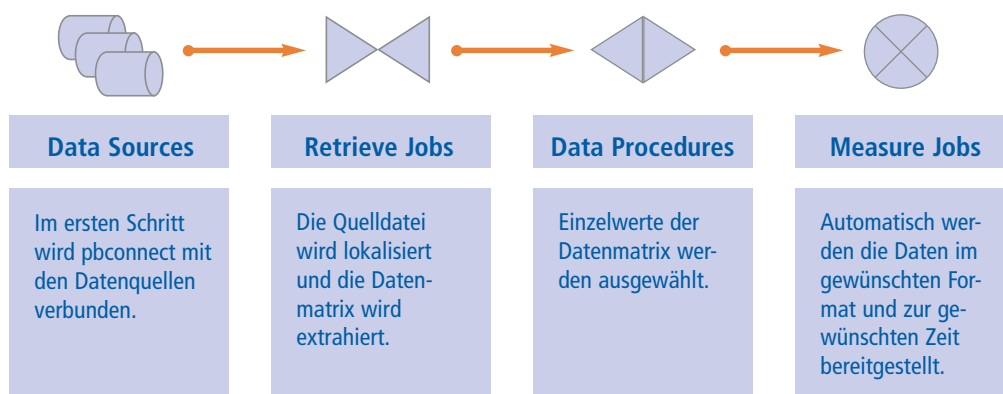 Data Sources
Retrieve Jobs
Data Procedures
Measure Jobs
Im ersten Schritt
wird pbconnect mit
den Datenquellen
verbunden.
Die Quelldatei
wird lokalisiert
und die Daten-
matrix wird
extrahiert.
Einzelwerte der
Datenmatrix wer-
den ausgewählt.
Automatisch wer-
den die Daten im
gewünschten For-
mat und zur ge-
wünschten Zeit
bereitgestellt.